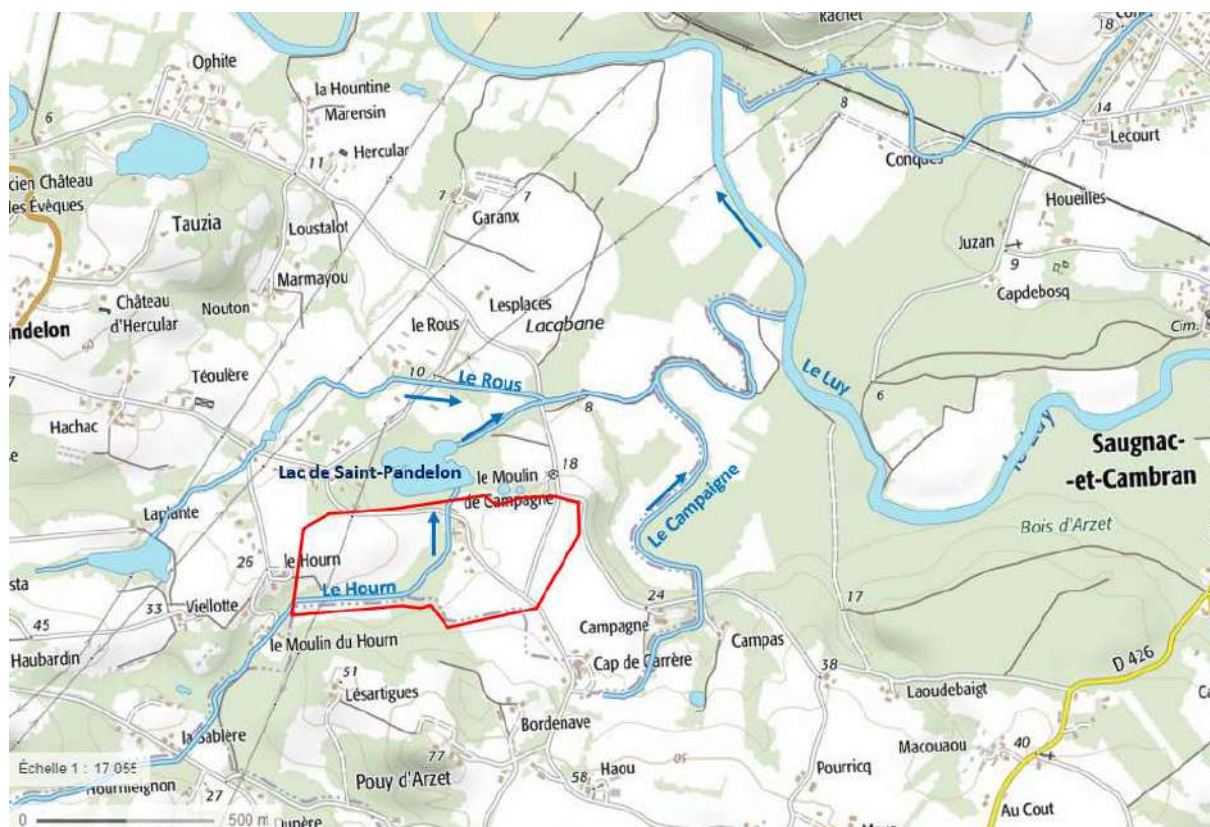 Rachet
18
Ophite
la Hountine
Marensin
6
8
14
Lecourt
Hercular
Conques
11
cien Château
les Évèques
7
7
Houeilles
Garanx
Tauzia
Loustalot
Juzan
9
Marmayou
Capdebosq
Château
d'Hercular
Nouton
Lesplaces
Lacabane
Cim.
ndelon
le Rous
Téoulère
10
Le Rous
Le Luy
6
8
Hachac
le Luy
Saugnac-
-et-Cambran
Lac de Saint-Pandelon
le Moulin
de Campagne
18
Laplante
Le Campaigne
Bois d'Arzet
26
le Hourn
sta
Le Hourn
33
Viellotte
24
17
45
Haubardin
le Moulin du Hourn
Campagne
Campas
Cap de Carrère
D 426
51
38
Lésartigues
Laoudebaigt
Bordenave
la Sablère
Macouaou
40
77
Pouy d'Arzet
Échelle 1 : 17 055
58
Haou
Pourricq
27
Au Cout
0
500 m